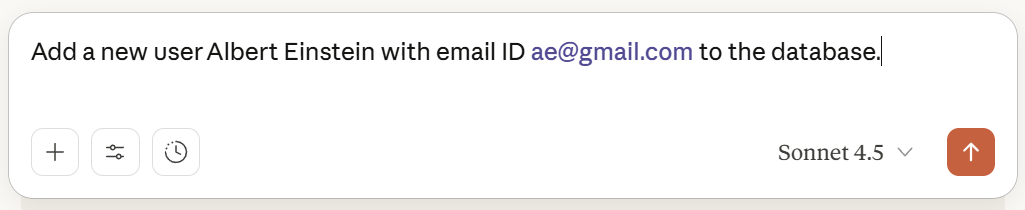 Add a new user Albert Einstein with email ID ae@gmail.com to the database.
Sonnet 4.5